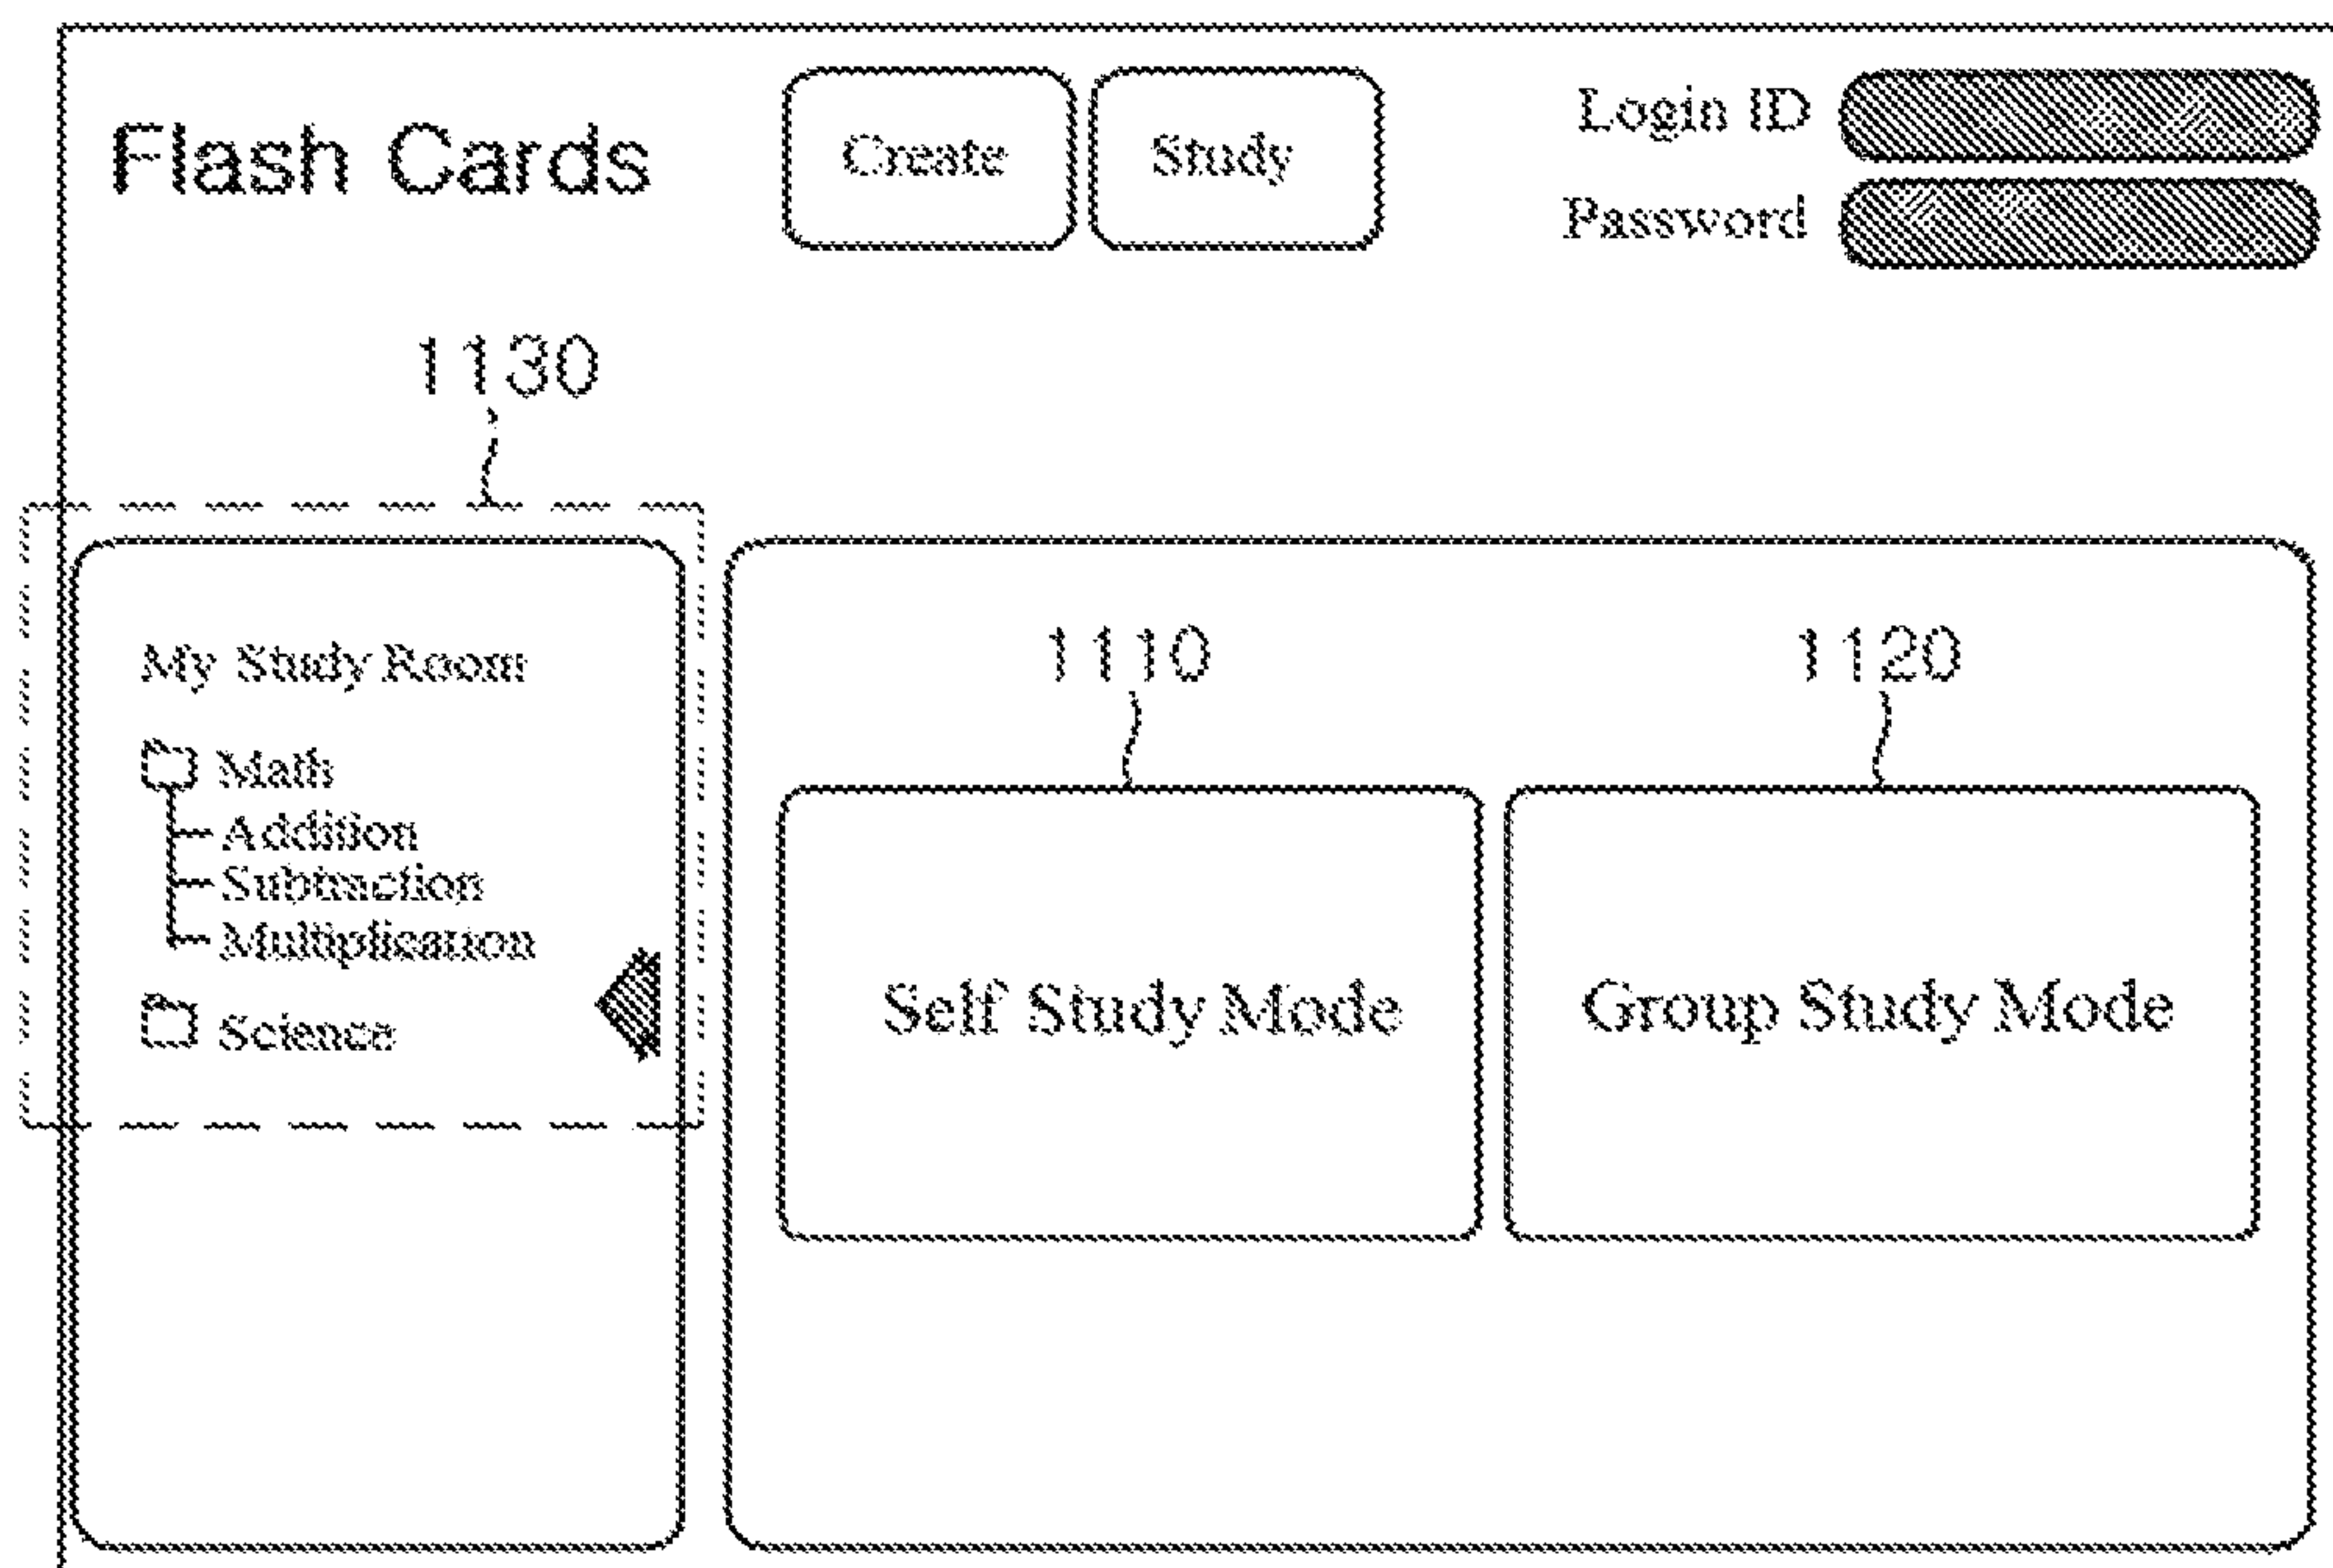 Flash Cards
Create
Study
Login ID
Password
1130
My Study Room
Math
Addition
Subtraction
Multiplication
Science
1110
1120
Self Study Mode
Group Study Mode